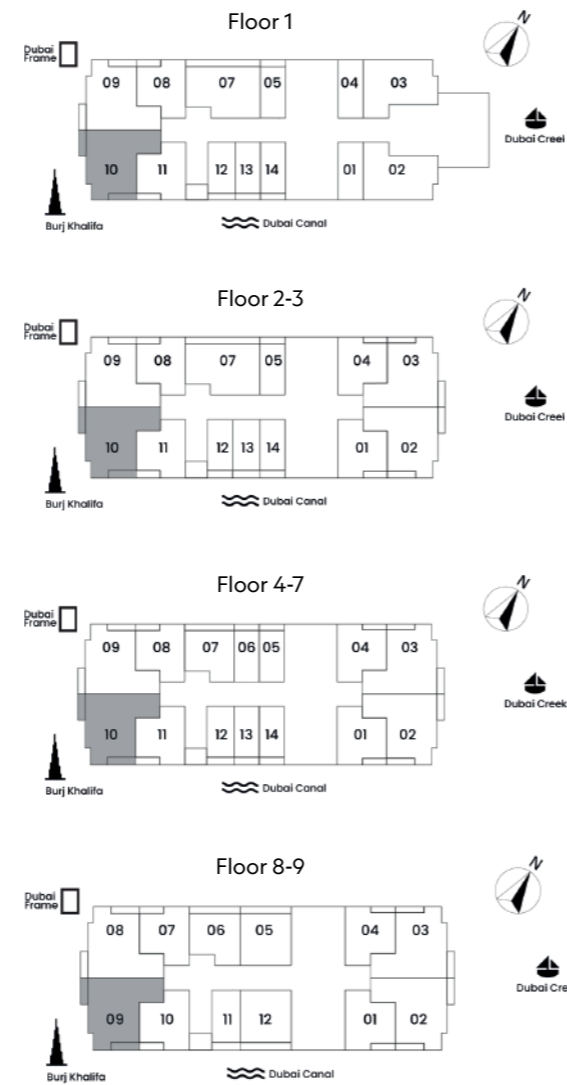 Floor 1
N
Dubai
Frame
09 08 07 05 04 03
Dubai Creek
10 11 12 13 14 01 02
Burj Khalifa
Dubai Canal
Floor 2-3
N
Dubai
Frame
09 08 07 05 04 03
Dubai Creek
10 11 12 13 14 01 02
Burj Khalifa
Dubai Canal
Floor 4-7
N
Dubai
Frame
09 08 07 06 05 04 03
Dubai Creek
10 11 12 13 14 01 02
Burj Khalifa
Dubai Canal
Floor 8-9
N
Dubai
Frame
08 07 06 05 04 03
Dubai Cre
09 10 11 12 01 02
Burj Khalifa
Dubai Canal